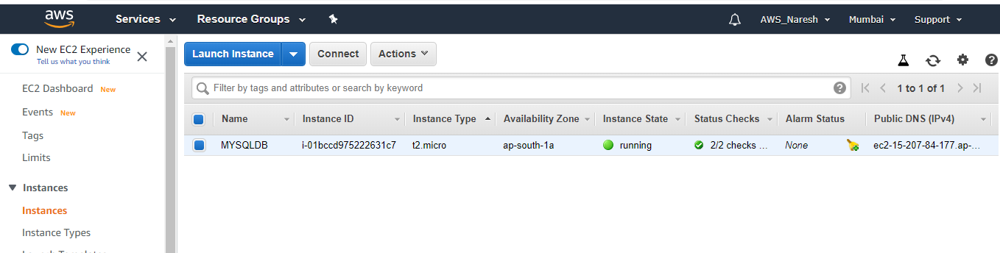 aws Services Resource Groups AWS_Naresh Mumbai Support
New EC2 Experience
Tell us what you think
EC2 Dashboard New
Events New
Tags
Limits
Instances
Instances
Instance Types
Launch Templates
Launch Instance Connect Actions
Filter by tags and attributes or search by keyword ? 1 to 1 of 1
Name Instance ID Instance Type Availability Zone Instance State Status Checks Alarm Status Public DNS (IPv4)
MYSQLDB i-01bccd975222631c7 t2.micro ap-south-1a running 2/2 checks ... None ec2-15-207-84-177.ap-...